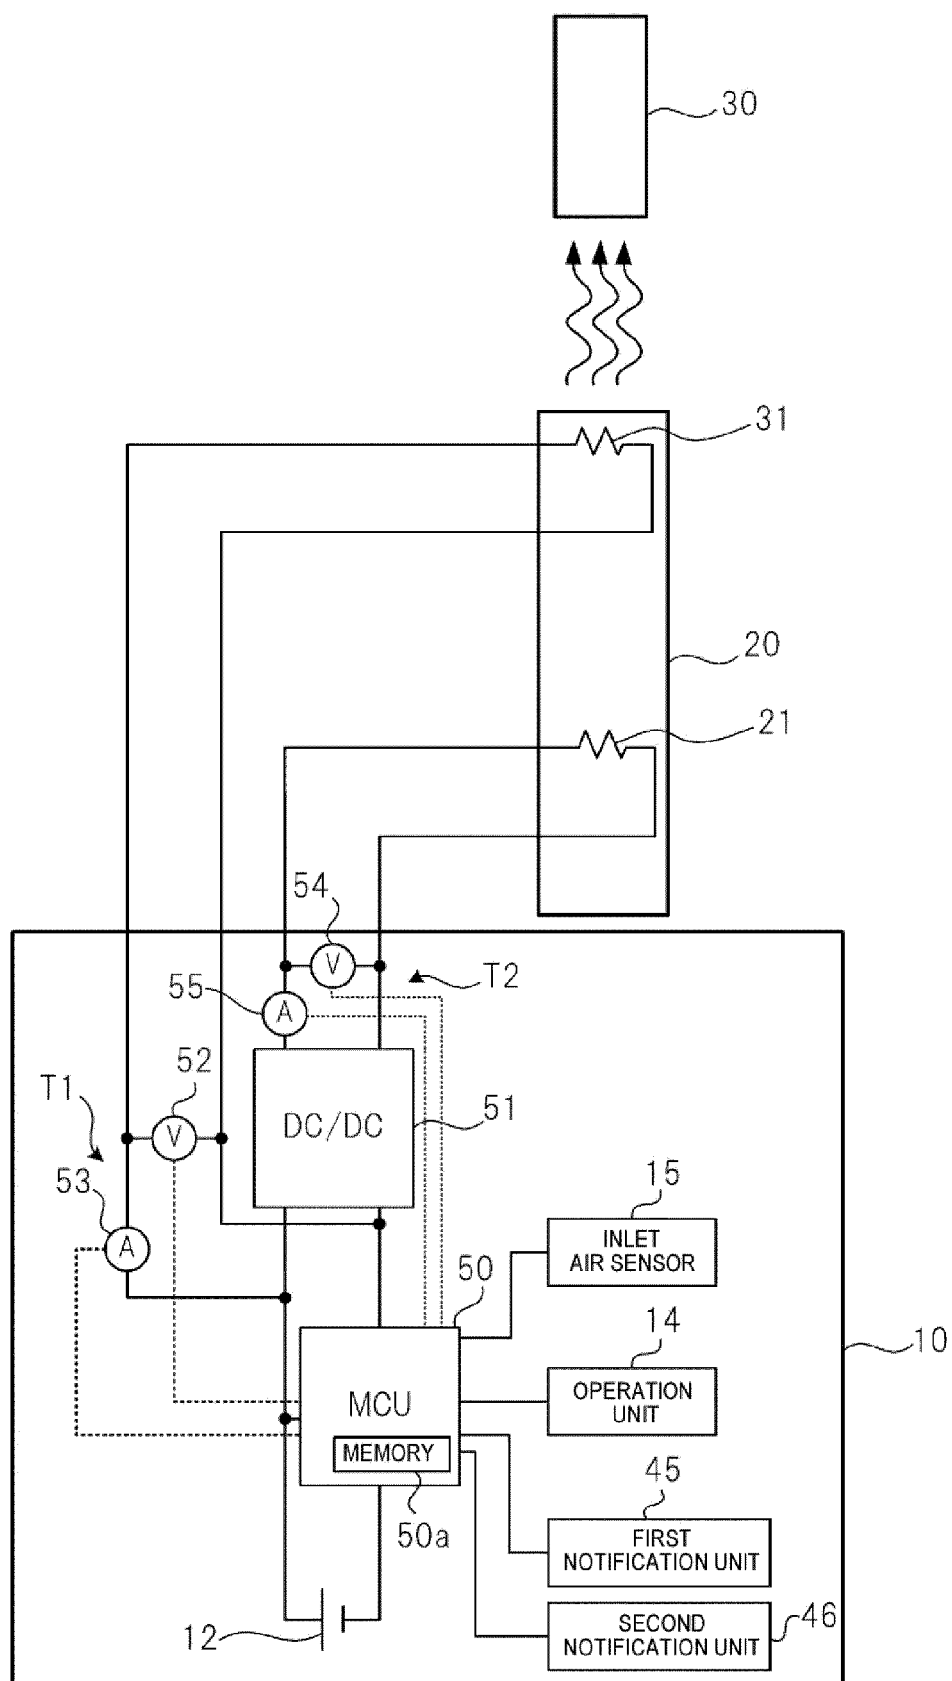 30
31
20
21
54
T2
55
A
V
52
T1
V
DC/DC
51
53
A
15
INLET
AIR SENSOR
50
10
14
OPERATION
UNIT
MCU
MEMORY
50a
45
FIRST
NOTIFICATION UNIT
12
SECOND
NOTIFICATION UNIT
46